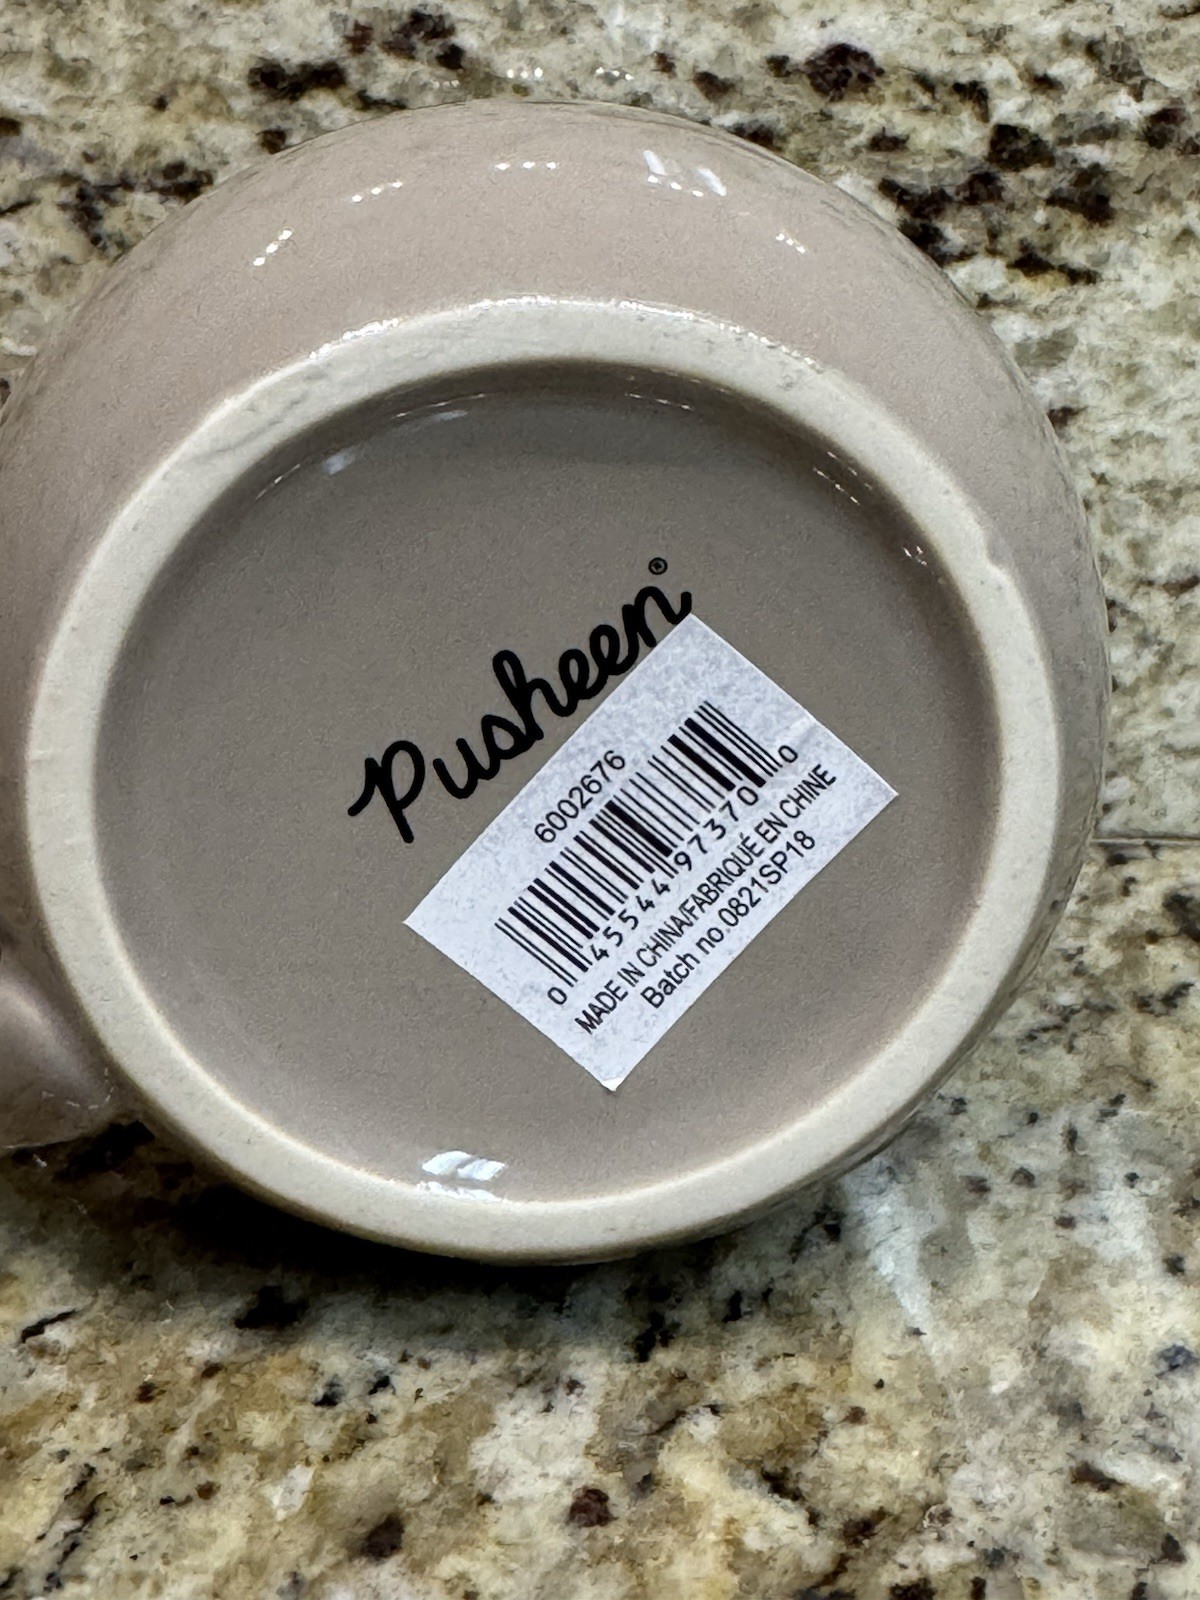 Pusheen®
6002676
0 45544 97370 0
MADE IN CHINA/FABRIQUÉ EN CHINE
Batch no.0821SP18